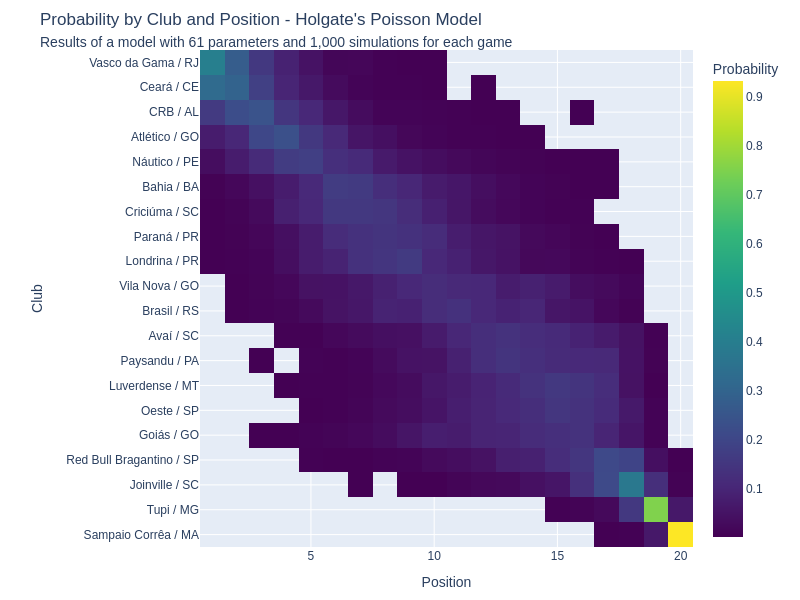 Probability by Club and Position - Holgate's Poisson Model
Results of a model with 61 parameters and 1,000 simulations for each game
Probability
Club
Vasco da Gama / RJ
Ceará / CE
CRB / AL
Atlético / GO
Náutico / PE
Bahia / BA
Criciúma / SC
Paraná / PR
Londrina / PR
Vila Nova / GO
Brasil / RS
Avaí / SC
Paysandu / PA
Luverdense / MT
Oeste / SP
Goiás / GO
Red Bull Bragantino / SP
Joinville / SC
Tupi / MG
Sampaio Corrêa / MA
0.9
0.8
0.7
0.6
0.5
0.4
0.3
0.2
0.1
5 10 15 20
Position